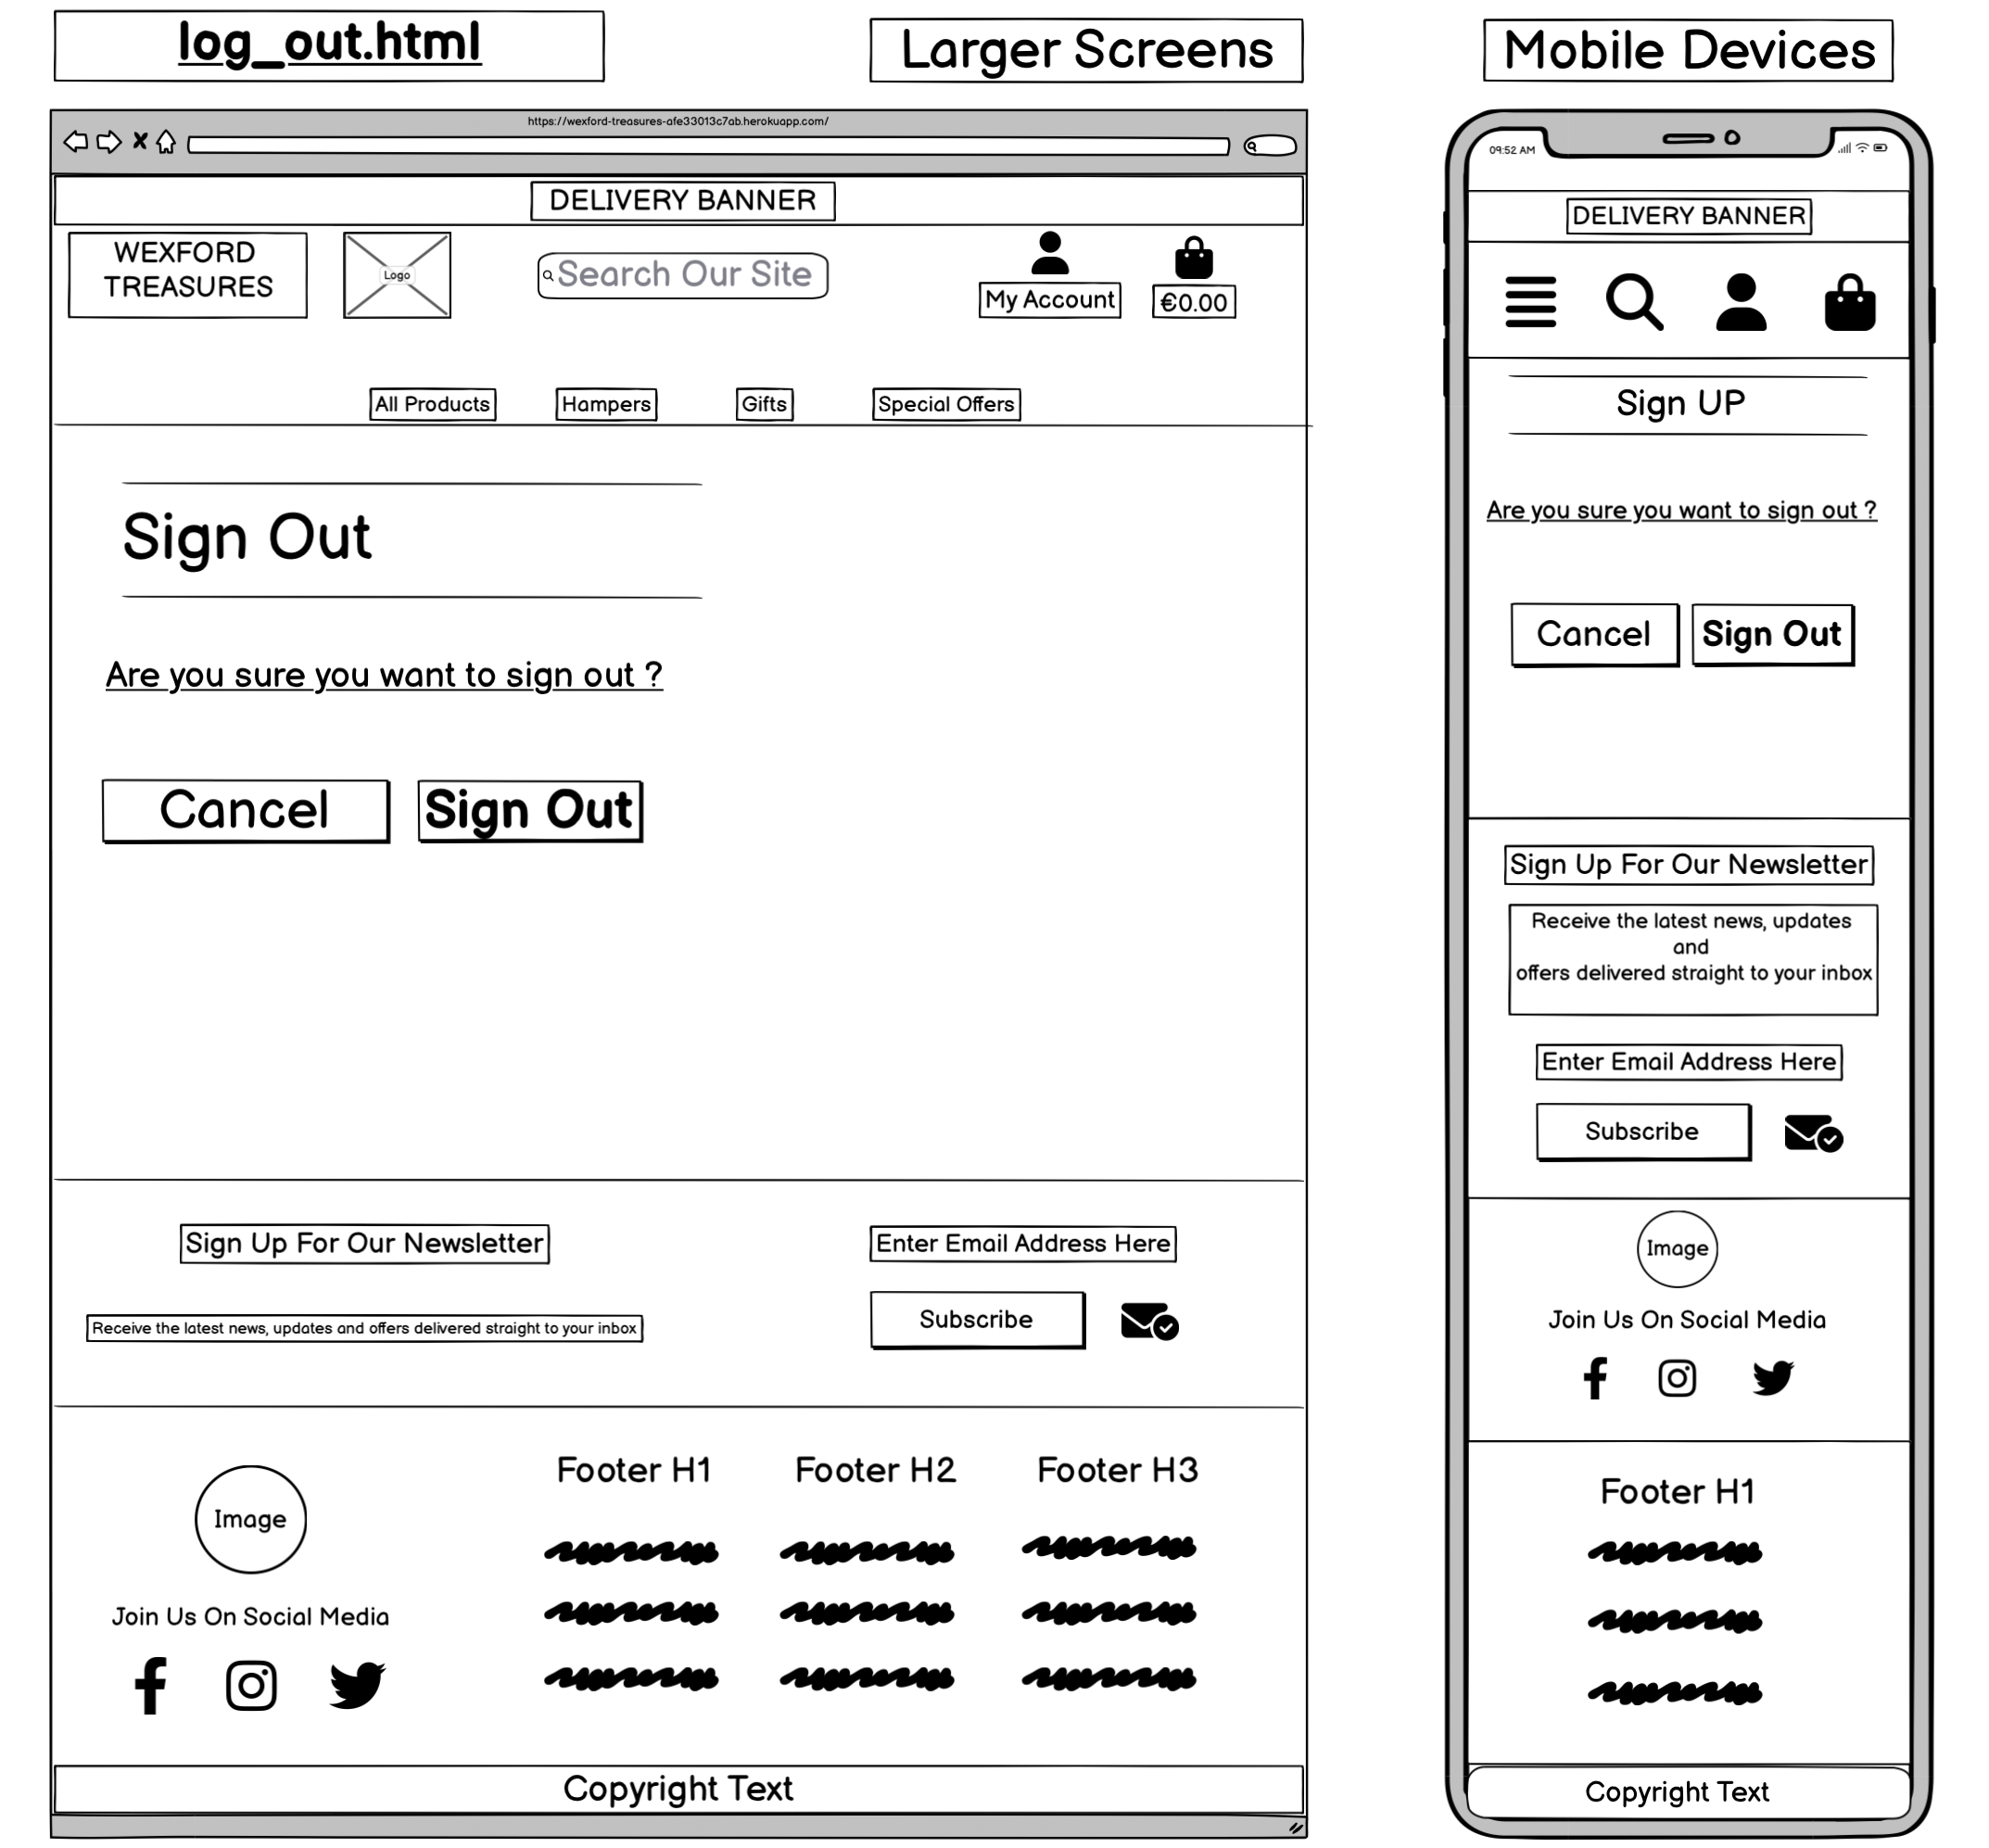 log_out.html
Larger Screens
Mobile Devices
https://wexford-treasures-afe33013c7ab.herokuapp.com/
DELIVERY BANNER
WEXFORD
TREASURES
Logo
Search Our Site
My Account
€0.00
All Products
Hampers
Gifts
Special Offers
Sign Out
Are you sure you want to sign out ?
Cancel
Sign Out
Sign Up For Our Newsletter
Receive the latest news, updates and offers delivered straight to your inbox
Enter Email Address Here
Subscribe
Image
Join Us On Social Media
Footer H1
Footer H2
Footer H3
Copyright Text
09:52 AM
DELIVERY BANNER
Sign UP
Are you sure you want to sign out ?
Cancel
Sign Out
Sign Up For Our Newsletter
Receive the latest news, updates
and
offers delivered straight to your inbox
Enter Email Address Here
Subscribe
Image
Join Us On Social Media
Footer H1
Copyright Text